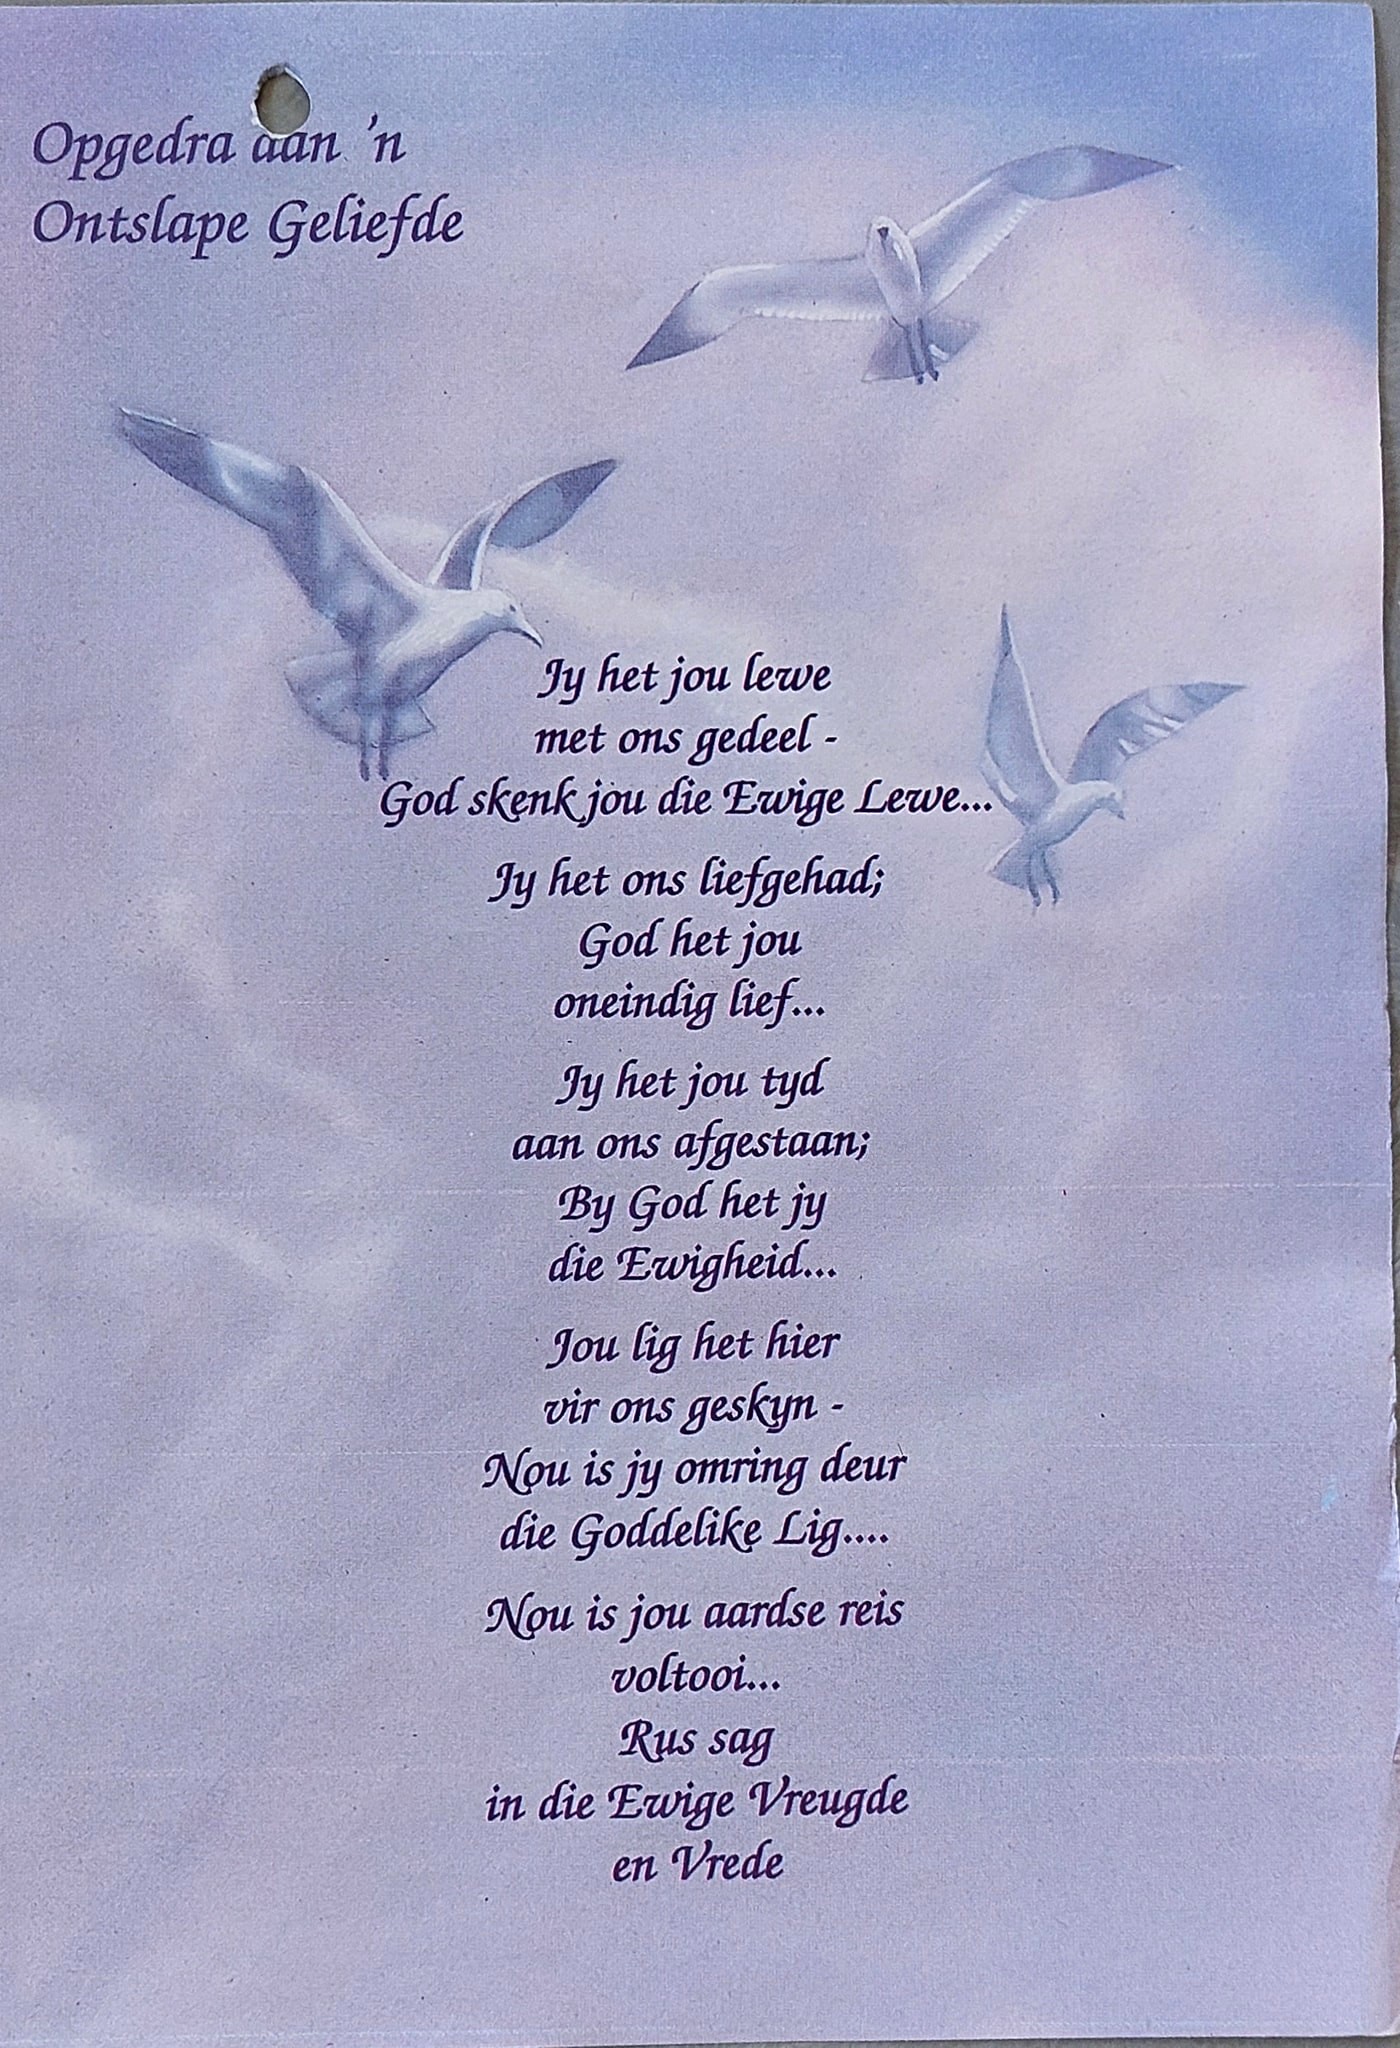 Opgedra aan 'n
Ontslape Geliefde
Jy het jou lewe
met ons gedeel -
God skenk jou die Ewige Lewe...
Jy het ons liefgehad;
God het jou
oneindig lief...
Jy het jou tyd
aan ons afgestaan;
By God het jy
die Ewigheid...
Jou lig het hier
vir ons geskyn -
Nou is jy omring deur
die Goddelike Lig....
Nou is jou aardse reis
voltooi...
Rus sag
in die Ewige Vreugde
en Vrede